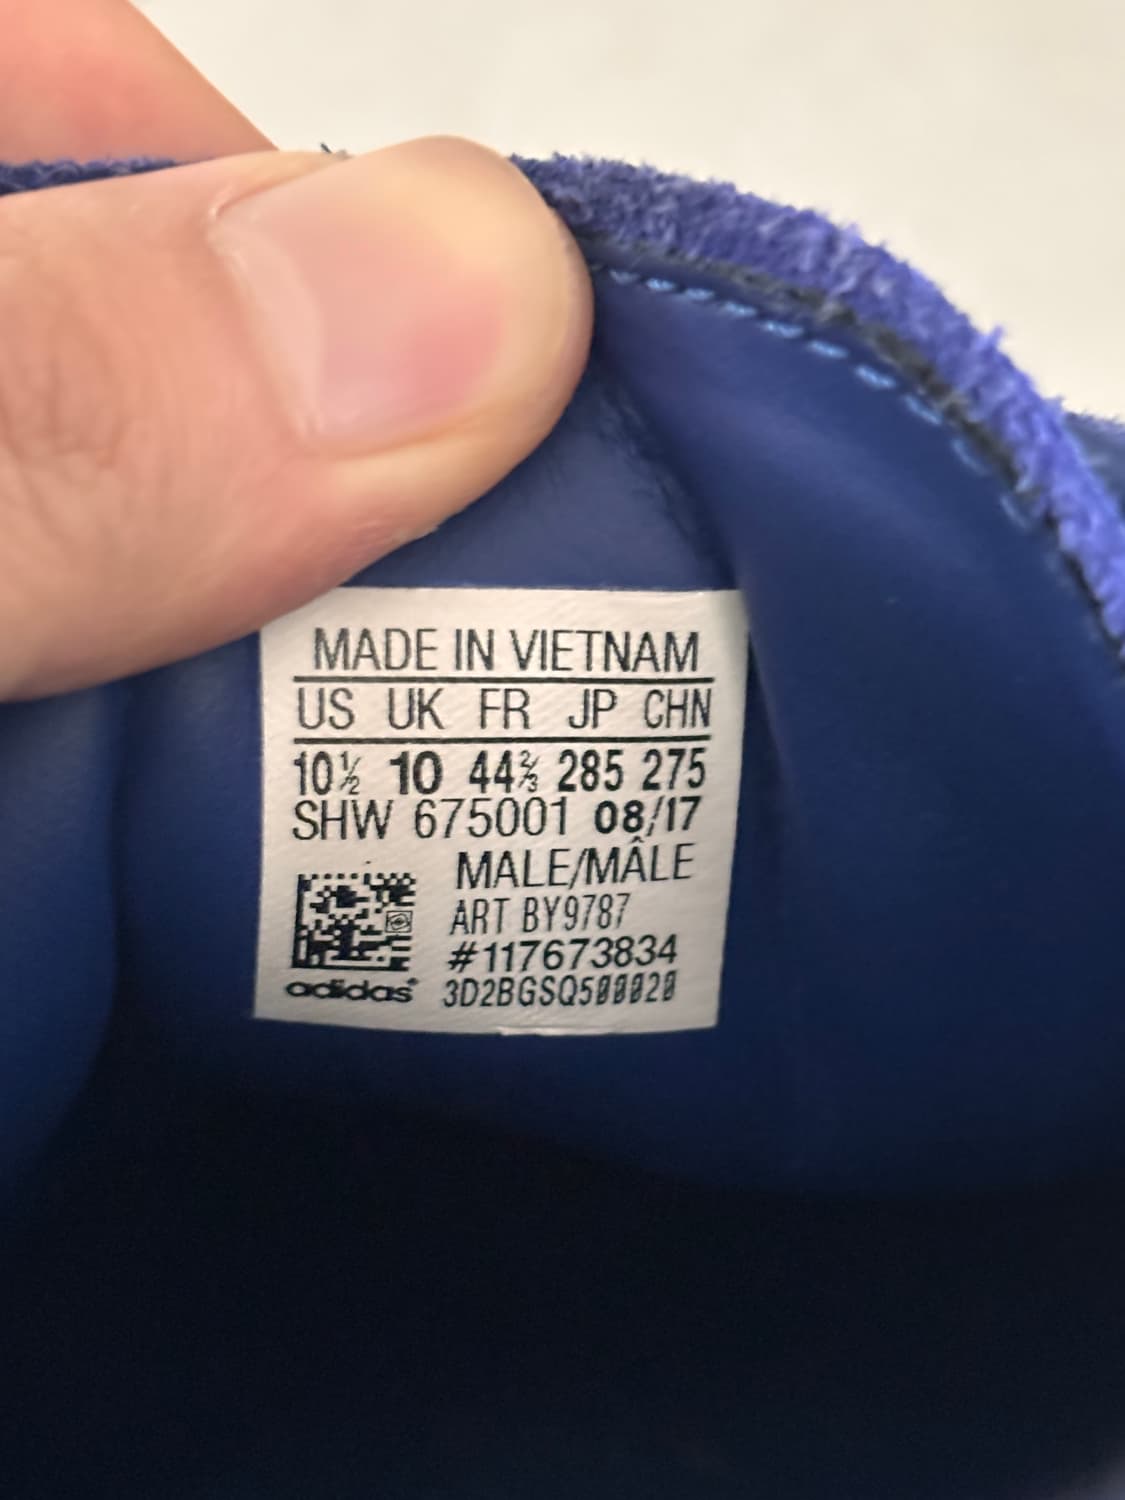 MADE IN VIETNAM
US UK FR JP CHN
10½ 10 44⅔ 285 275
SHW 675001 08/17
MALE/MÂLE
ART BY9787
#117673834
adidas® 3D2BGSQ500020